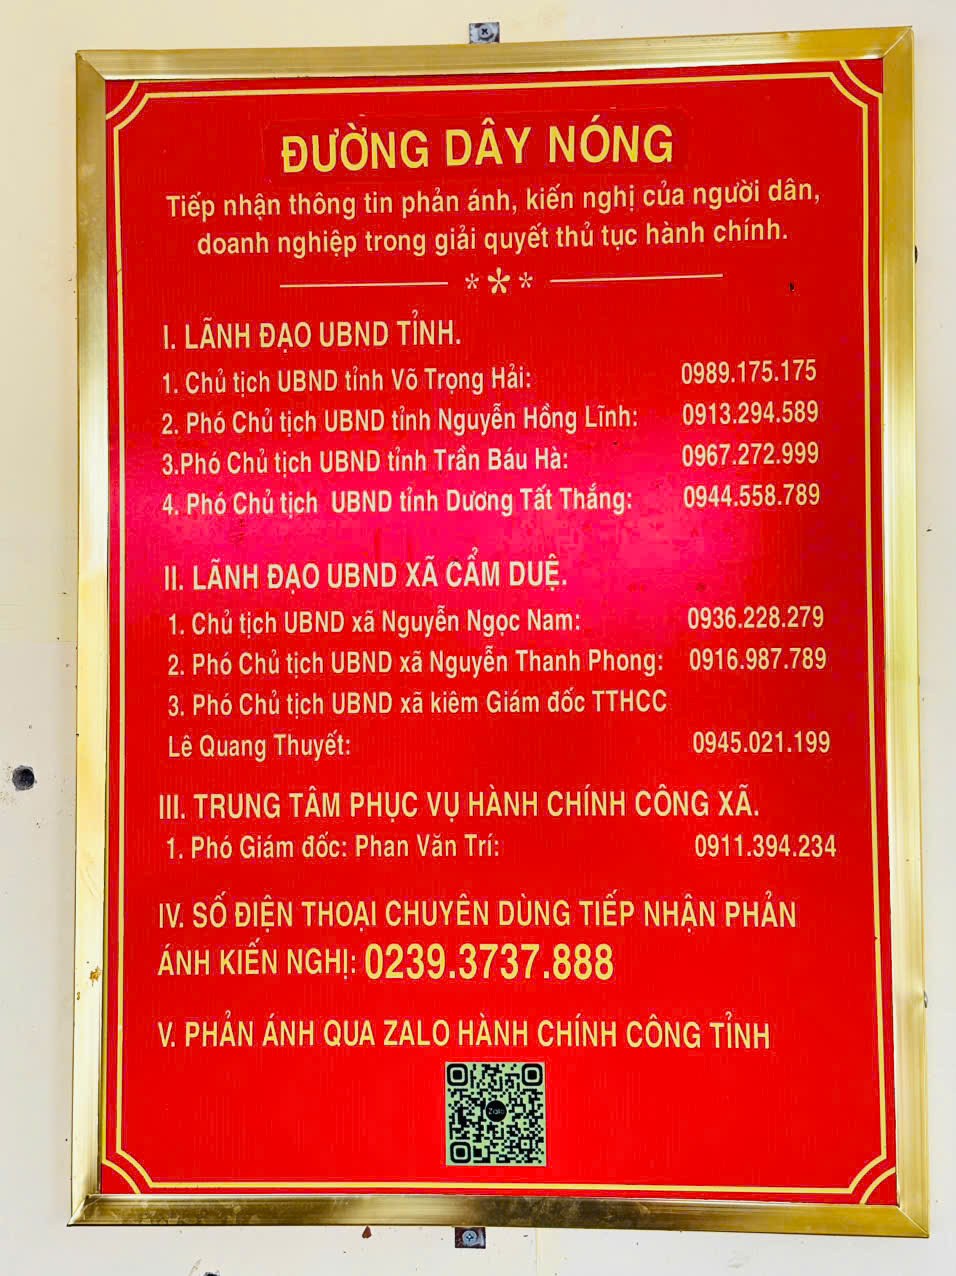 ĐƯỜNG DÂY NÓNG
Tiếp nhận thông tin phản ánh, kiến nghị của người dân,
doanh nghiệp trong giải quyết thủ tục hành chính.
***
I. LÃNH ĐẠO UBND TỈNH.
1. Chủ tịch UBND tỉnh Võ Trọng Hải: 0989.175.175
2. Phó Chủ tịch UBND tỉnh Nguyễn Hồng Lĩnh: 0913.294.589
3.Phó Chủ tịch UBND tỉnh Trần Báu Hà: 0967.272.999
4. Phó Chủ tịch UBND tỉnh Dương Tất Thắng: 0944.558.789
II. LÃNH ĐẠO UBND XÃ CẨM DUỆ.
1. Chủ tịch UBND xã Nguyễn Ngọc Nam: 0936.228.279
2. Phó Chủ tịch UBND xã Nguyễn Thanh Phong: 0916.987.789
3. Phó Chủ tịch UBND xã kiêm Giám đốc TTHCC
Lê Quang Thuyết: 0945.021.199
III. TRUNG TÂM PHỤC VỤ HÀNH CHÍNH CÔNG XÃ.
1. Phó Giám đốc: Phan Văn Trí: 0911.394.234
IV. SỐ ĐIỆN THOẠI CHUYÊN DÙNG TIẾP NHẬN PHẢN
ÁNH KIẾN NGHỊ: 0239.3737.888
V. PHẢN ÁNH QUA ZALO HÀNH CHÍNH CÔNG TỈNH
Zalo